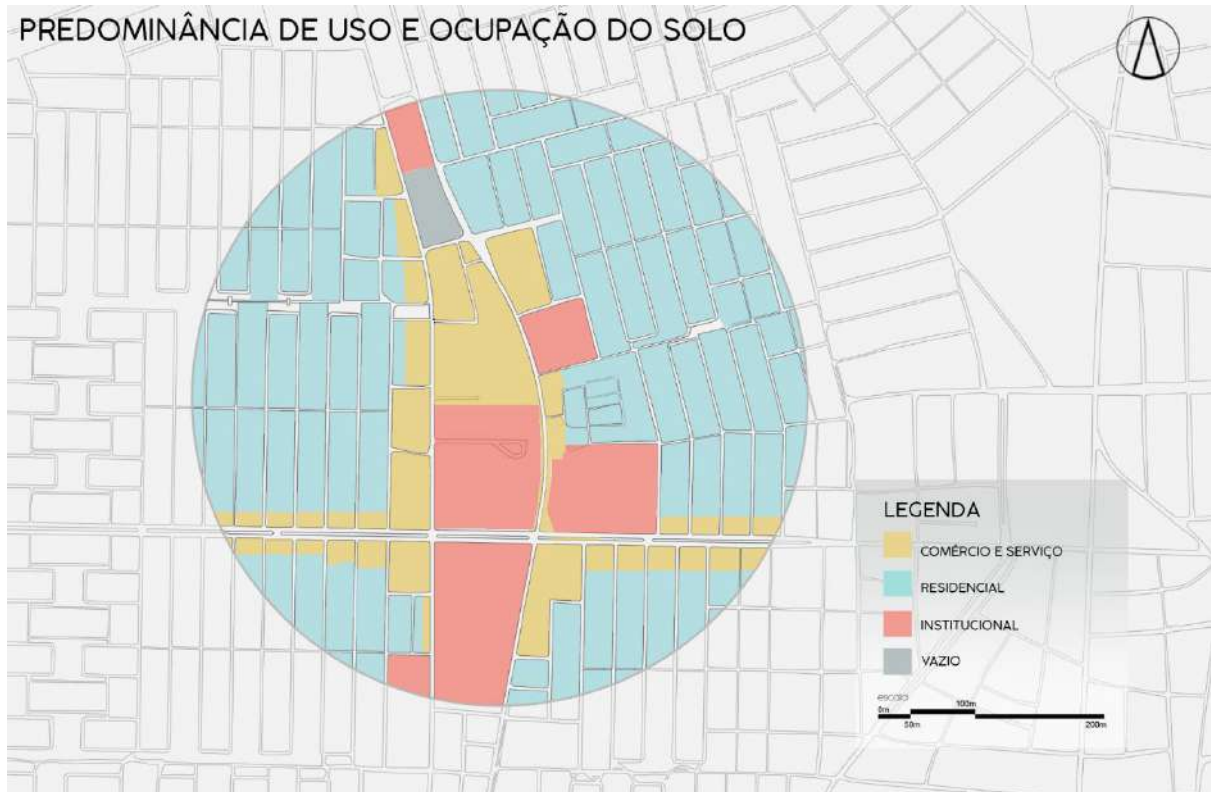 PREDOMINÂNCIA DE USO E OCUPAÇÃO DO SOLO
LEGENDA
COMÉRCIO E SERVIÇO
RESIDENCIAL
INSTITUCIONAL
VAZIO
escala
0m 100m
50m 200m